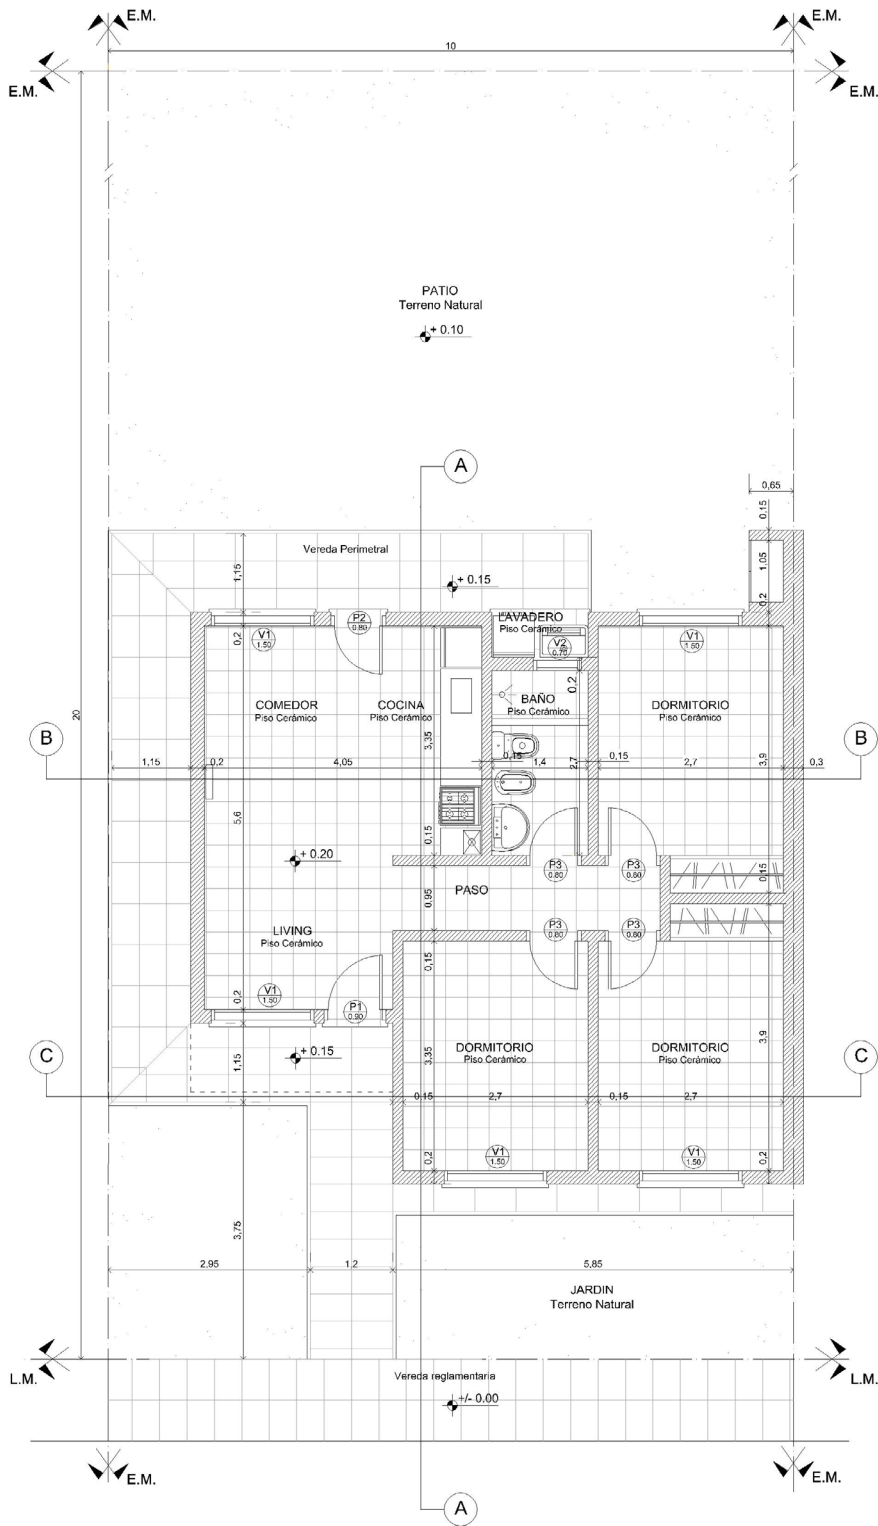 E.M.
E.M.
10
E.M.
E.M.
PATIO
Terreno Natural
+ 0.10
A
0,65
0,15
Vereda Perimetral
1,15
1,05
+ 0.15
0,2
P2
0.80
LAVADERO
Piso Cerámico
V1
1.50
0,2
V2
0.70
V1
1.50
0,2
COMEDOR
Piso Cerámico
COCINA
Piso Cerámico
BAÑO
Piso Cerámico
DORMITORIO
Piso Cerámico
20
3,35
B
B
1,15
0,2
4,05
0,15
1,4
2,7
0,15
2,7
3,9
0,3
5,6
0,15
+ 0.20
P3
0.80
P3
0.80
0,15
PASO
0,95
LIVING
Piso Cerámico
P3
0.80
P3
0.80
0,15
V1
1.50
0,2
P1
0.90
C
C
+ 0.15
1,15
DORMITORIO
Piso Cerámico
DORMITORIO
Piso Cerámico
3,35
3,9
0,15
2,7
0,15
2,7
V1
1.50
V1
1.50
0,2
0,2
3,75
2,95
1,2
5,85
JARDIN
Terreno Natural
L.M.
L.M.
Vereda reglamentaria
+/- 0.00
E.M.
E.M.
A